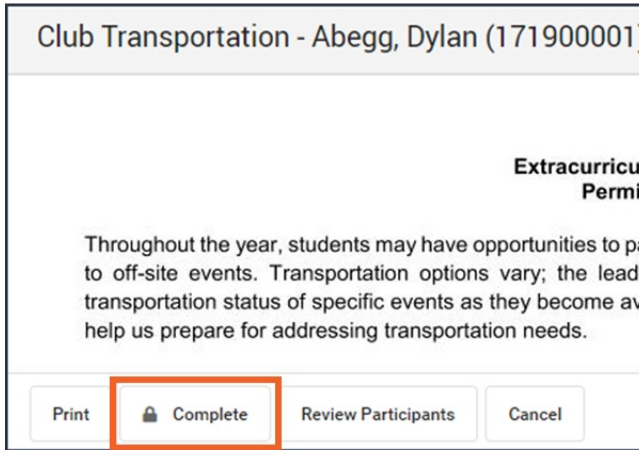 Club Transportation - Abegg, Dylan (171900001)
Extracurricu
Permi
Throughout the year, students may have opportunities to pa
to off-site events. Transportation options vary; the lead
transportation status of specific events as they become av
help us prepare for addressing transportation needs.
Print Complete Review Participants Cancel